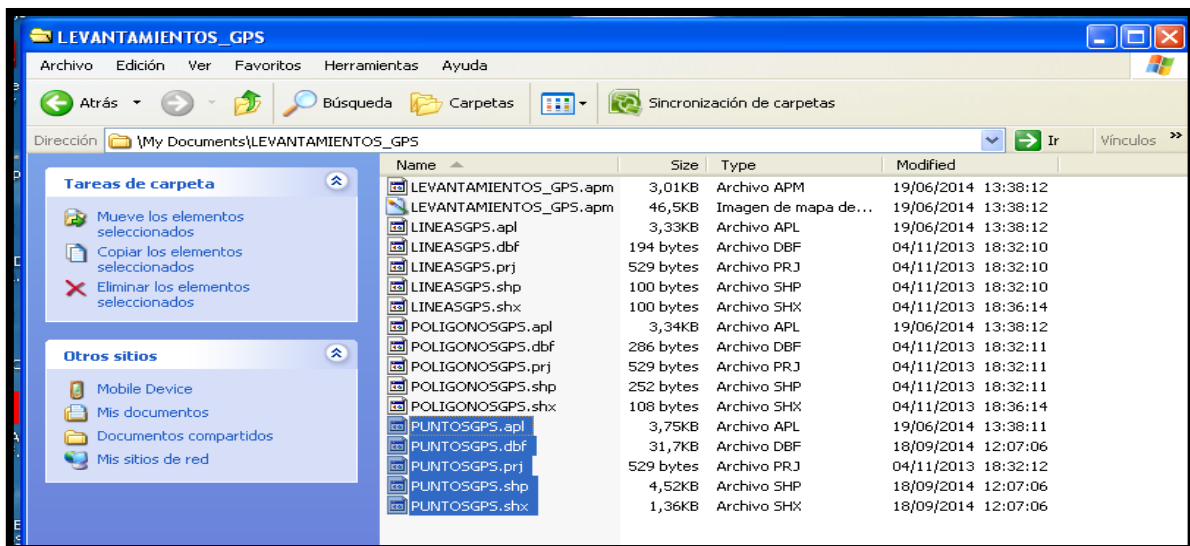 LEVANTAMIENTOS_GPS
Archivo Edición Ver Favoritos Herramientas Ayuda
Atrás Búsqueda Carpetas Sincronización de carpetas
Dirección \My Documents\LEVANTAMIENTOS_GPS Ir Vínculos »
Tareas de carpeta
Mueve los elementos
seleccionados
Copiar los elementos
seleccionados
Eliminar los elementos
seleccionados
Otros sitios
Mobile Device
Mis documentos
Documentos compartidos
Mis sitios de red
Name Size Type Modified
LEVANTAMIENTOS_GPS.apm 3,01KB Archivo APM 19/06/2014 13:38:12
LEVANTAMIENTOS_GPS.apm 46,5KB Imagen de mapa de... 19/06/2014 13:38:12
LINEASGPS.apl 3,33KB Archivo APL 19/06/2014 13:38:12
LINEASGPS.dbf 194 bytes Archivo DBF 04/11/2013 18:32:10
LINEASGPS.prj 529 bytes Archivo PRJ 04/11/2013 18:32:10
LINEASGPS.shp 100 bytes Archivo SHP 04/11/2013 18:32:10
LINEASGPS.shx 100 bytes Archivo SHX 04/11/2013 18:36:14
POLIGONOSGPS.apl 3,34KB Archivo APL 19/06/2014 13:38:12
POLIGONOSGPS.dbf 286 bytes Archivo DBF 04/11/2013 18:32:11
POLIGONOSGPS.prj 529 bytes Archivo PRJ 04/11/2013 18:32:11
POLIGONOSGPS.shp 252 bytes Archivo SHP 04/11/2013 18:32:11
POLIGONOSGPS.shx 108 bytes Archivo SHX 04/11/2013 18:36:14
PUNTOSGPS.apl 3,75KB Archivo APL 19/06/2014 13:38:11
PUNTOSGPS.dbf 31,7KB Archivo DBF 18/09/2014 12:07:06
PUNTOSGPS.prj 529 bytes Archivo PRJ 04/11/2013 18:32:12
PUNTOSGPS.shp 4,52KB Archivo SHP 18/09/2014 12:07:06
PUNTOSGPS.shx 1,36KB Archivo SHX 18/09/2014 12:07:06